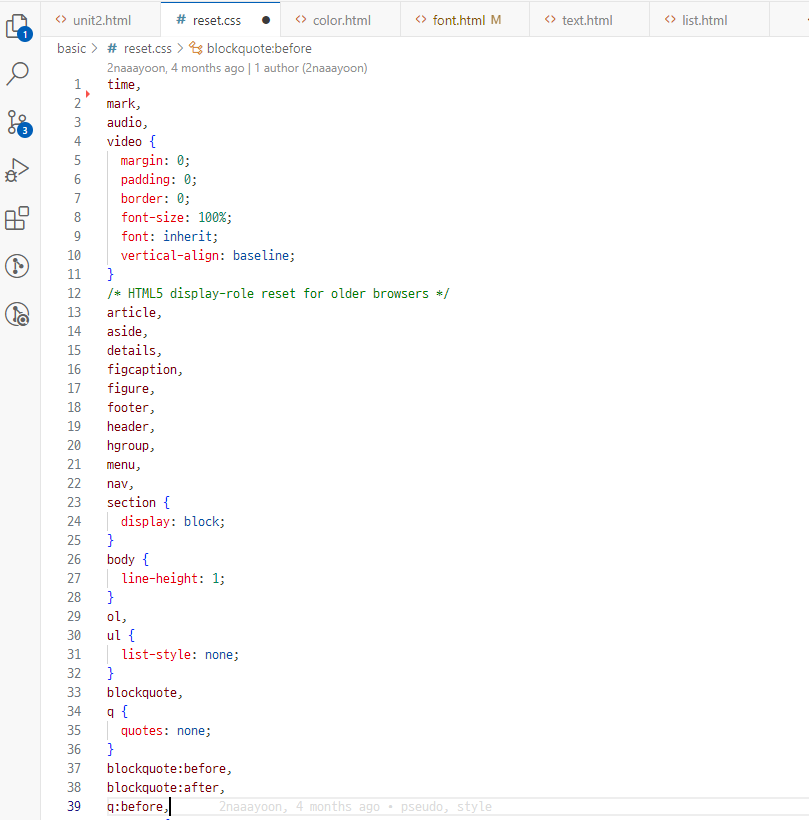 unit2.html reset.css color.html font.html M text.html list.html
basic > # reset.css > blockquote:before
2naaayoon, 4 months ago | 1 author (2naaayoon)
1 time,
2 mark,
3 audio,
4 video {
5 margin: 0;
6 padding: 0;
7 border: 0;
8 font-size: 100%;
9 font: inherit;
10 vertical-align: baseline;
11 }
12 /* HTML5 display-role reset for older browsers */
13 article,
14 aside,
15 details,
16 figcaption,
17 figure,
18 footer,
19 header,
20 hgroup,
21 menu,
22 nav,
23 section {
24 display: block;
25 }
26 body {
27 line-height: 1;
28 }
29 ol,
30 ul {
31 list-style: none;
32 }
33 blockquote,
34 q {
35 quotes: none;
36 }
37 blockquote:before,
38 blockquote:after,
39 q:before, 2naaayoon, 4 months ago • pseudo, style
1
3